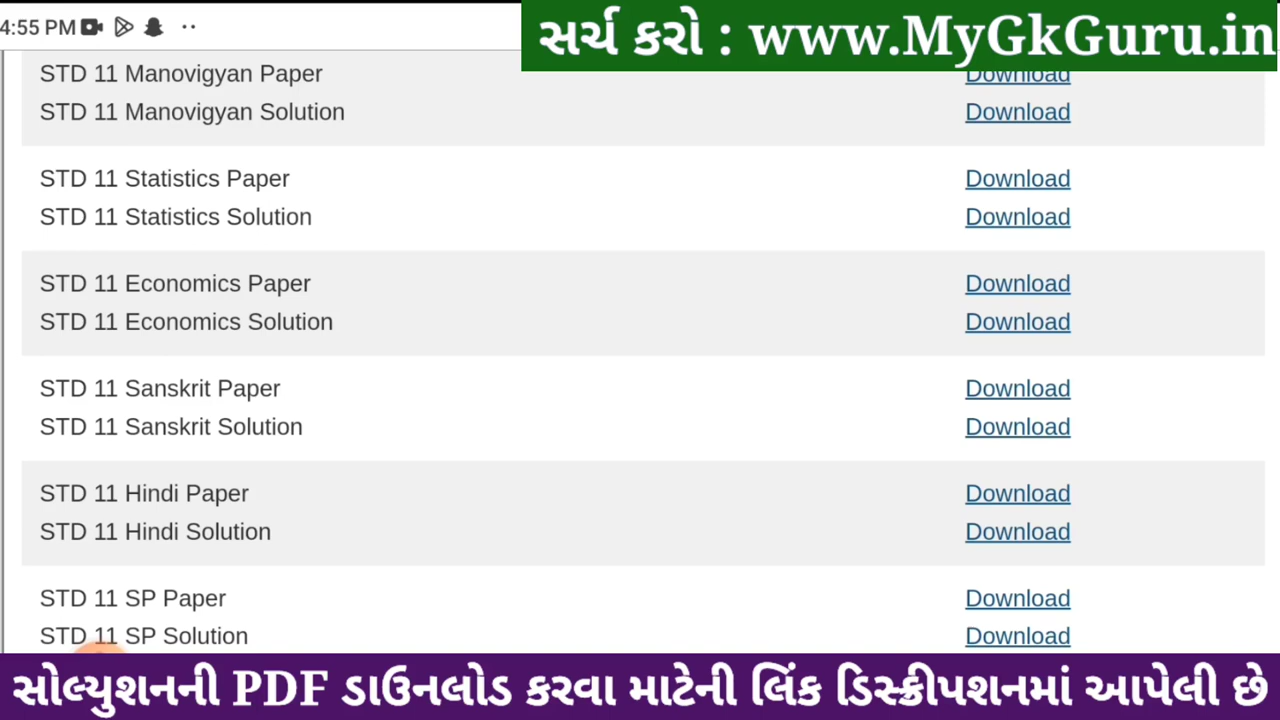 4:55 PM
સર્ચ કરો : www.MyGkGuru.in
STD 11 Manovigyan Paper Download
STD 11 Manovigyan Solution Download
STD 11 Statistics Paper Download
STD 11 Statistics Solution Download
STD 11 Economics Paper Download
STD 11 Economics Solution Download
STD 11 Sanskrit Paper Download
STD 11 Sanskrit Solution Download
STD 11 Hindi Paper Download
STD 11 Hindi Solution Download
STD 11 SP Paper Download
STD 11 SP Solution Download
સોલ્યુશનની PDF ડાઉનલોડ કરવા માટેની લિંક ડિસ્ક્રીપશનમાં આપેલી છે